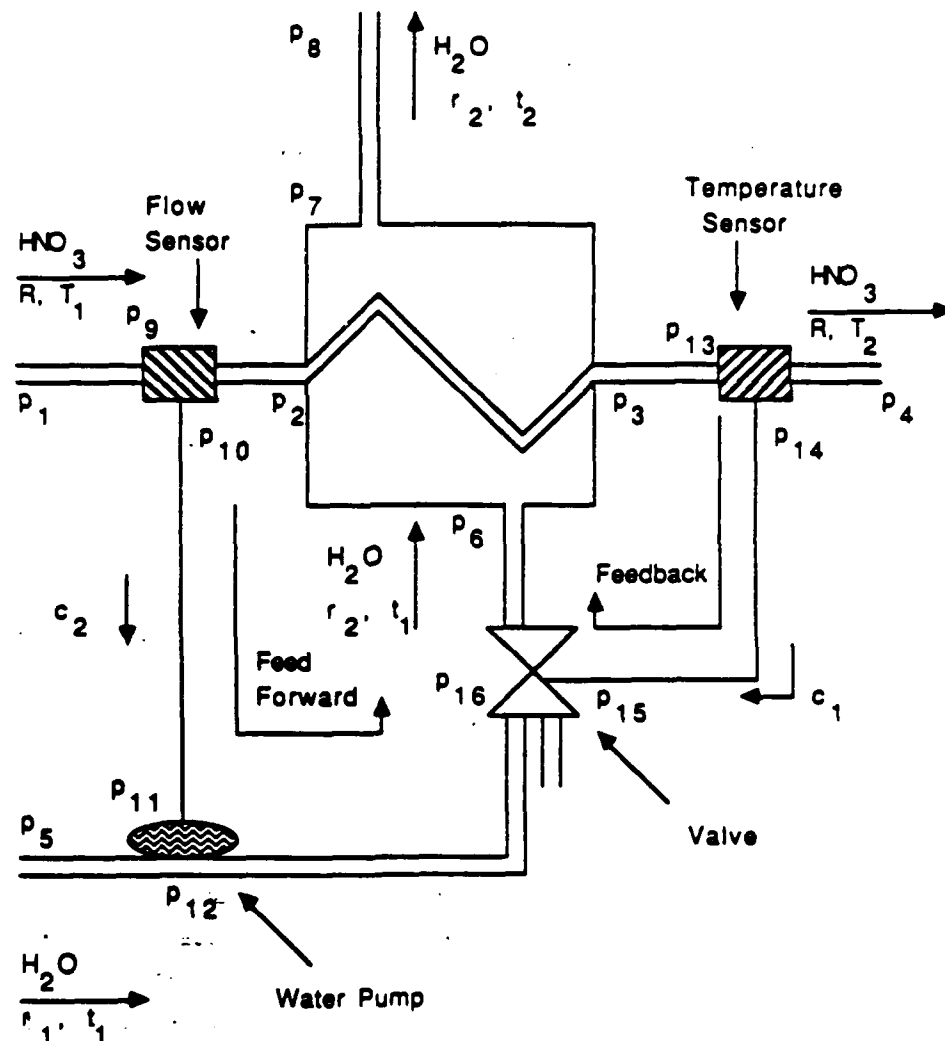 p8
H2O
r2, t2
p7
Flow
Sensor
Temperature
Sensor
HNO3
R, T1
HNO3
R, T2
p9
p13
p1
p2
p3
p4
p10
p14
p6
H2O
r2, t1
Feedback
c2
Feed
Forward
p16
p15
c1
p11
p5
Valve
p12
H2O
r1, t1
Water Pump